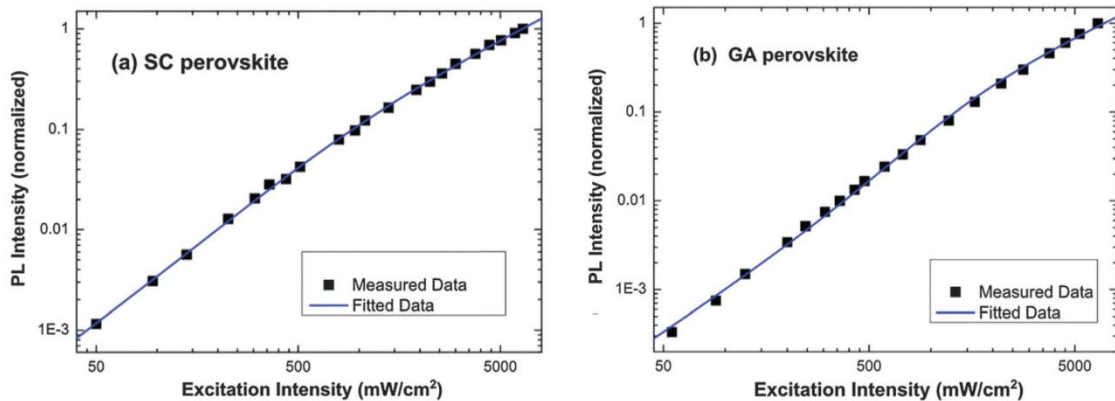 (a) SC perovskite
PL Intensity (normalized)
1
0.1
0.01
1E-3
Measured Data
Fitted Data
50
500
5000
Excitation Intensity (mW/cm²)
(b) GA perovskite
PL Intensity (normalized)
1
0.1
0.01
1E-3
Measured Data
Fitted Data
50
500
5000
Excitation Intensity (mW/cm²)